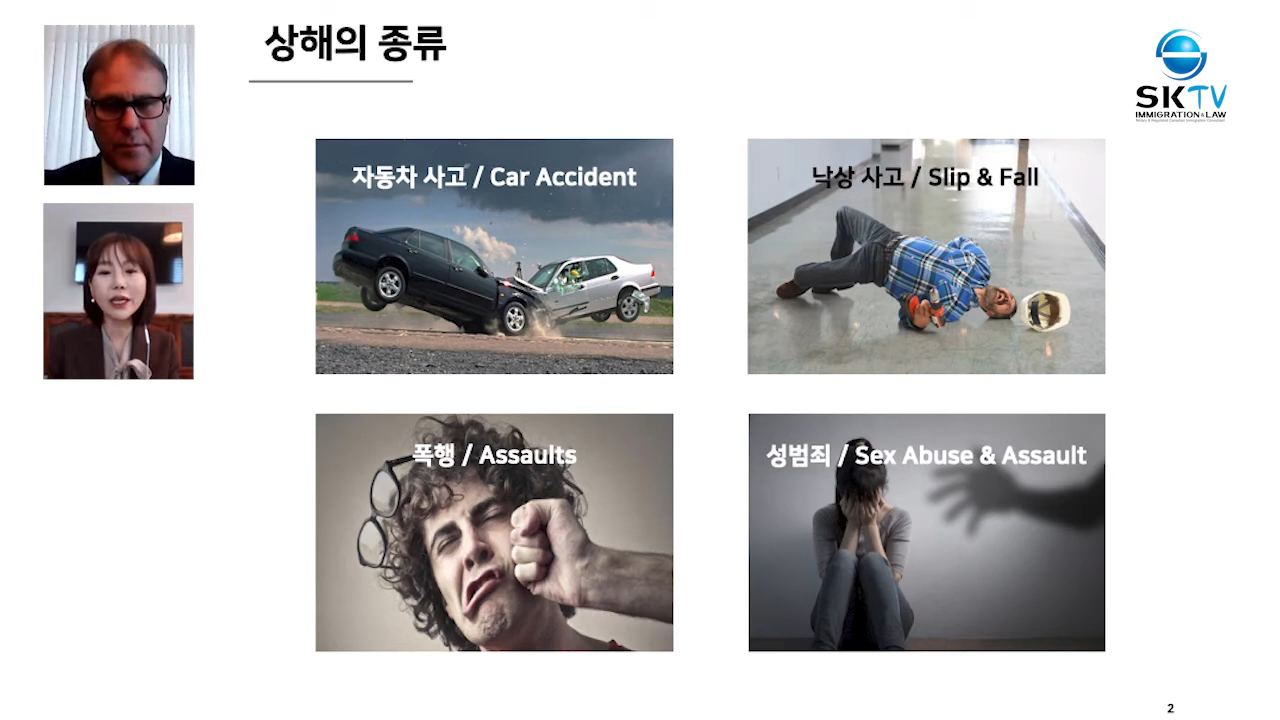 상해의 종류
SKTV
IMMIGRATION & LAW
자동차 사고 / Car Accident
낙상 사고 / Slip & Fall
폭행 / Assaults
성범죄 / Sex Abuse & Assault
2